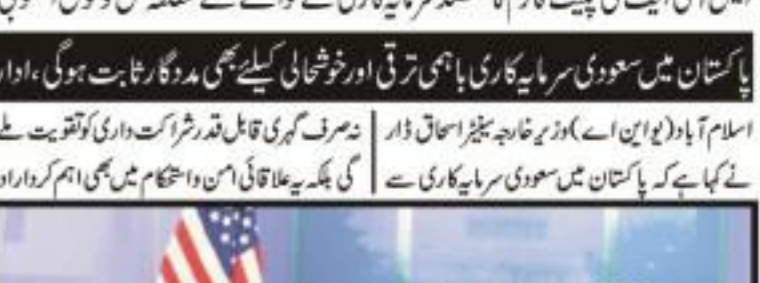 پاکستان میں سعودی سرمایہ کاری باہمی ترقی اور خوشحالی کیلئے بھی مددگار ثابت ہوگی، ادار
اسلام آباد (یو این اے) وزیر خارجہ سینیٹر اسحاق ڈار
نے کہا ہے کہ پاکستان میں سعودی سرمایہ کاری سے
نہ صرف گہری قابل قدر شراکت داری کو تقویت ملے
گی بلکہ یہ علاقائی امن واستحکام میں بھی اہم کردار ادا